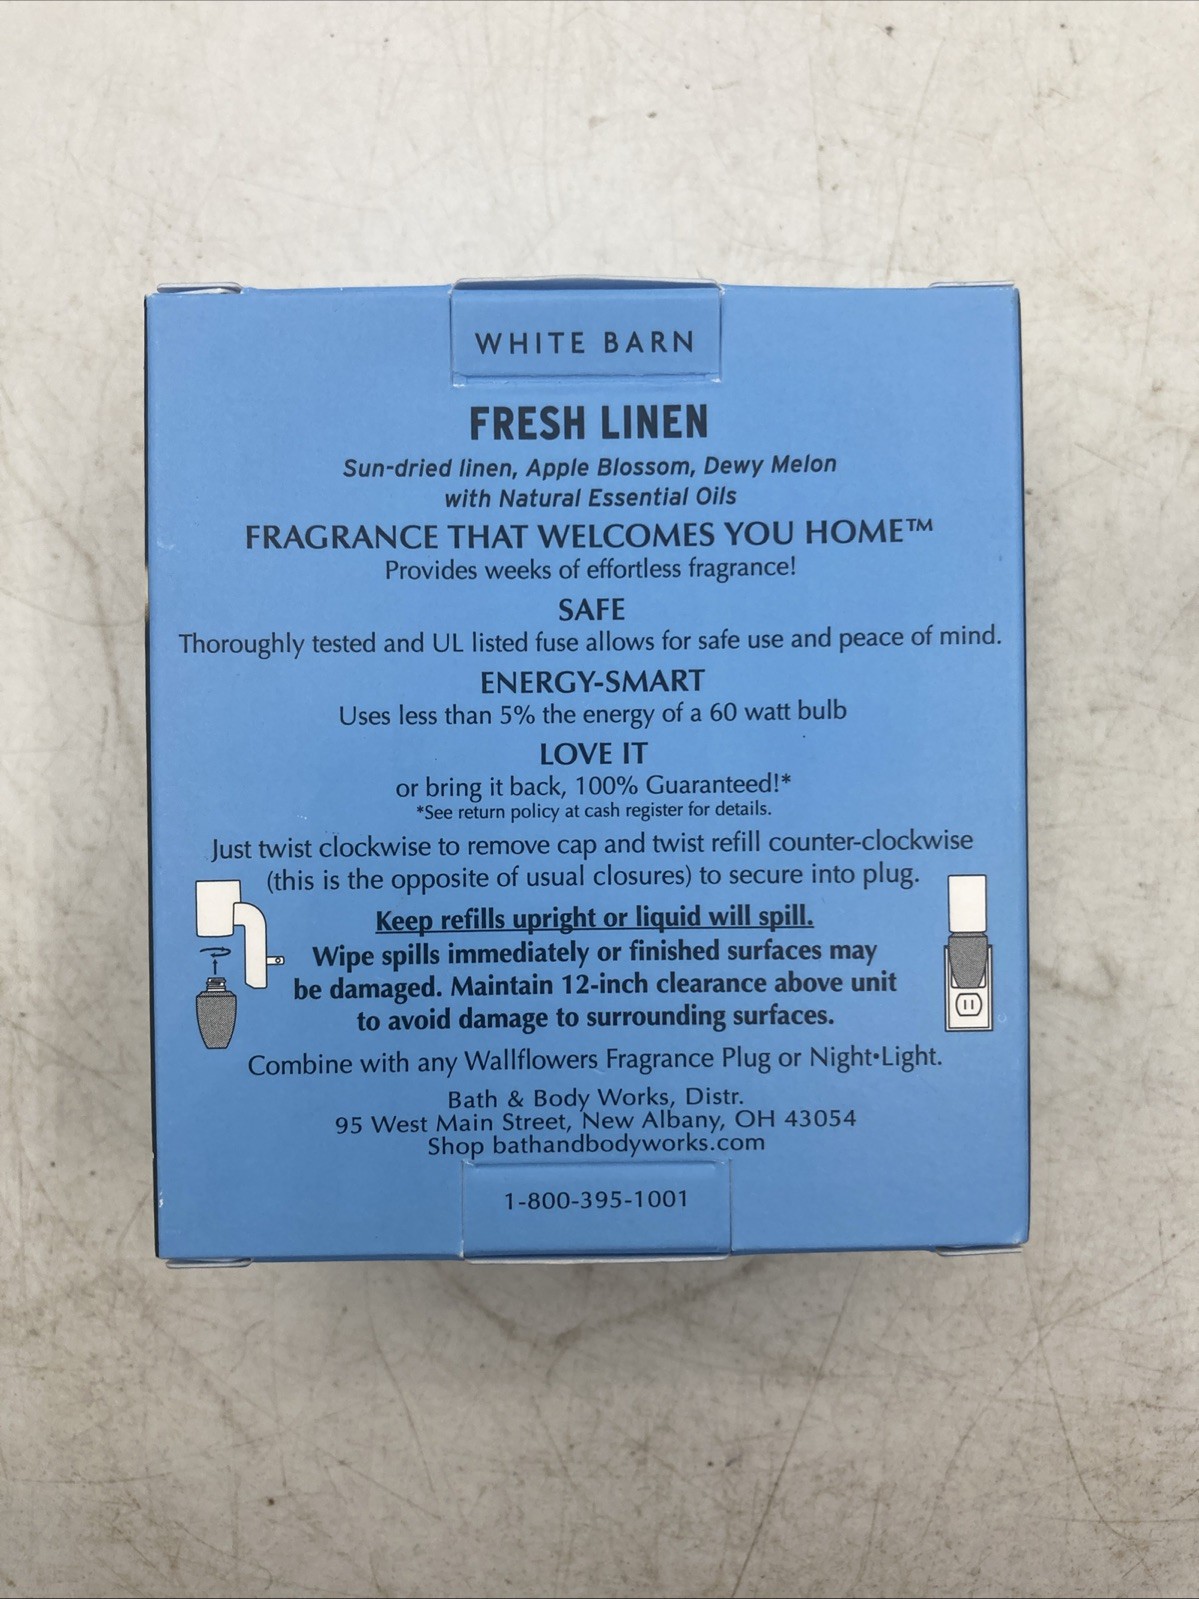 WHITE BARN
FRESH LINEN
Sun-dried linen, Apple Blossom, Dewy Melon
with Natural Essential Oils
FRAGRANCE THAT WELCOMES YOU HOME™
Provides weeks of effortless fragrance!
SAFE
Thoroughly tested and UL listed fuse allows for safe use and peace of mind.
ENERGY-SMART
Uses less than 5% the energy of a 60 watt bulb
LOVE IT
or bring it back, 100% Guaranteed!*
*See return policy at cash register for details.
Just twist clockwise to remove cap and twist refill counter-clockwise
(this is the opposite of usual closures) to secure into plug.
Keep refills upright or liquid will spill.
Wipe spills immediately or finished surfaces may
be damaged. Maintain 12-inch clearance above unit
to avoid damage to surrounding surfaces.
Combine with any Wallflowers Fragrance Plug or Night•Light.
Bath & Body Works, Distr.
95 West Main Street, New Albany, OH 43054
Shop bathandbodyworks.com
1-800-395-1001